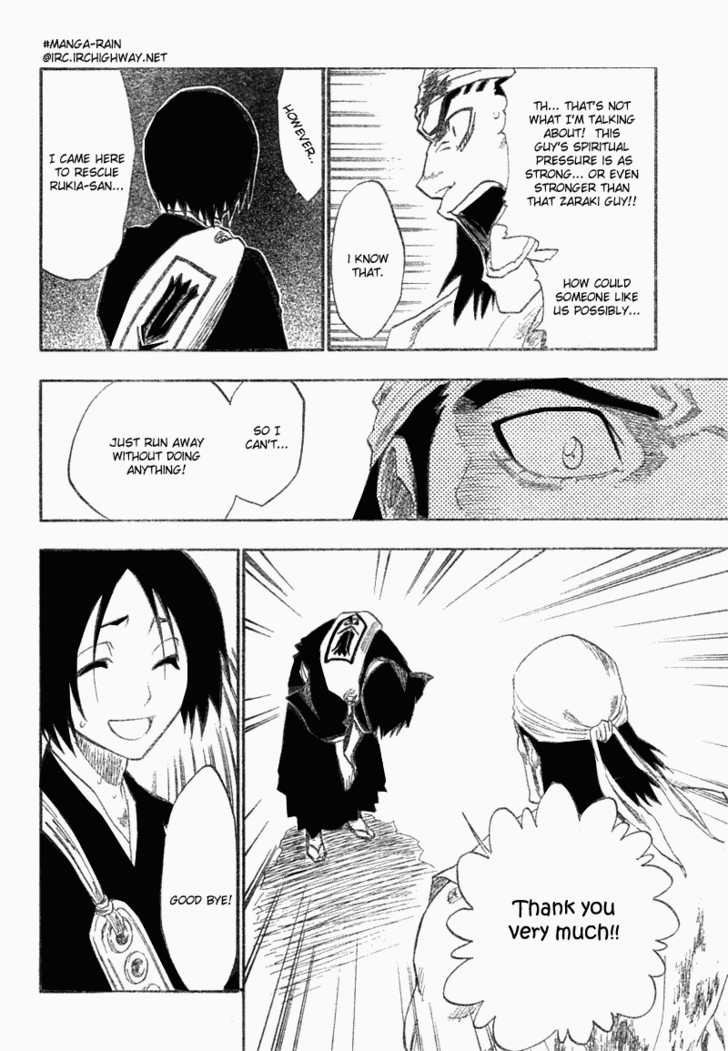 #MANGA-RAIN
@IRC.IRCHIGHWAY.NET
TH... THAT'S NOT
WHAT I'M TALKING
ABOUT! THIS
GUY'S SPIRITUAL
PRESSURE IS AS
STRONG... OR EVEN
STRONGER THAN
THAT ZARAKI GUY!!
HOW COULD
SOMEONE LIKE
US POSSIBLY...
I KNOW
THAT.
HOWEVER..
I CAME HERE
TO RESCUE
RUKIA-SAN...
SO I
CAN'T...
JUST RUN AWAY
WITHOUT DOING
ANYTHING!
Thank you
very much!!
GOOD BYE!